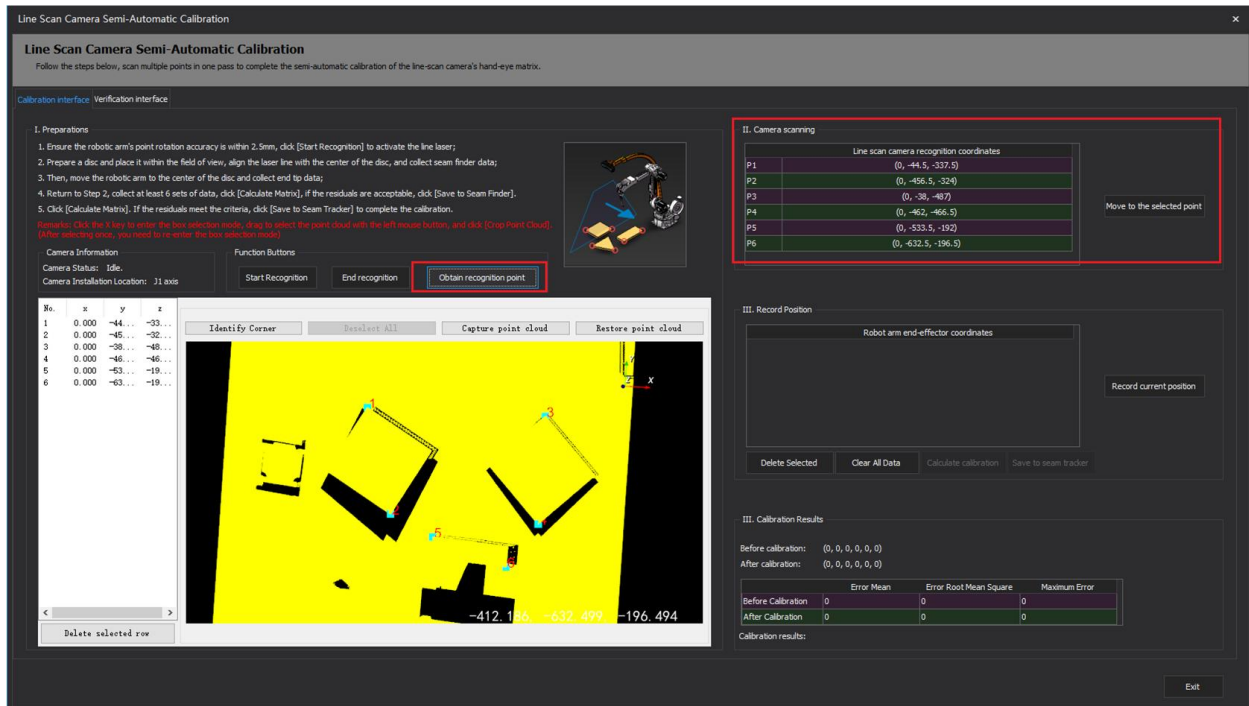 Line Scan Camera Semi-Automatic Calibration
×
Line Scan Camera Semi-Automatic Calibration
Follow the steps below, scan multiple points in one pass to complete the semi-automatic calibration of the line-scan camera's hand-eye matrix.
Calibration interface Verification interface
I. Preparations
1. Ensure the robotic arm's point rotation accuracy is within 2.5mm, click [Start Recognition] to activate the line laser;
2. Prepare a disc and place it within the field of view, align the laser line with the center of the disc, and collect seam finder data;
3. Then, move the robotic arm to the center of the disc and collect end tip data;
4. Return to Step 2, collect at least 6 sets of data, click [Calculate Matrix], if the residuals are acceptable, click [Save to Seam Finder].
5. Click [Calculate Matrix]. If the residuals meet the criteria, click [Save to Seam Tracker] to complete the calibration.
Remarks: Click the X key to enter the box selection mode, drag to select the point cloud with the left mouse button, and click [Crop Point Cloud].
(After selecting once, you need to re-enter the box selection mode)
Camera Information
Camera Status: Idle.
Camera Installation Location: J1 axis
Function Buttons
Start Recognition
End recognition
Obtain recognition point
No. x y z
1 0.000 -44... -33...
2 0.000 -45... -32...
3 0.000 -38... -48...
4 0.000 -46... -46...
5 0.000 -53... -19...
6 0.000 -63... -19...
Delete selected row
Identify Corner
Deselect All
Capture point cloud
Restore point cloud
Y
Z X
1
3
2
5
-412.186, -632.499, -196.494
II. Camera scanning
Line scan camera recognition coordinates
P1 (0, -44.5, -337.5)
P2 (0, -456.5, -324)
P3 (0, -38, -487)
P4 (0, -462, -466.5)
P5 (0, -533.5, -192)
P6 (0, -632.5, -196.5)
Move to the selected point
III. Record Position
Robot arm end-effector coordinates
Record current position
Delete Selected
Clear All Data
Calculate calibration
Save to seam tracker
III. Calibration Results
Before calibration: (0, 0, 0, 0, 0, 0)
After calibration: (0, 0, 0, 0, 0, 0)
Error Mean Error Root Mean Square Maximum Error
Before Calibration 0 0 0
After Calibration 0 0 0
Calibration results:
Exit